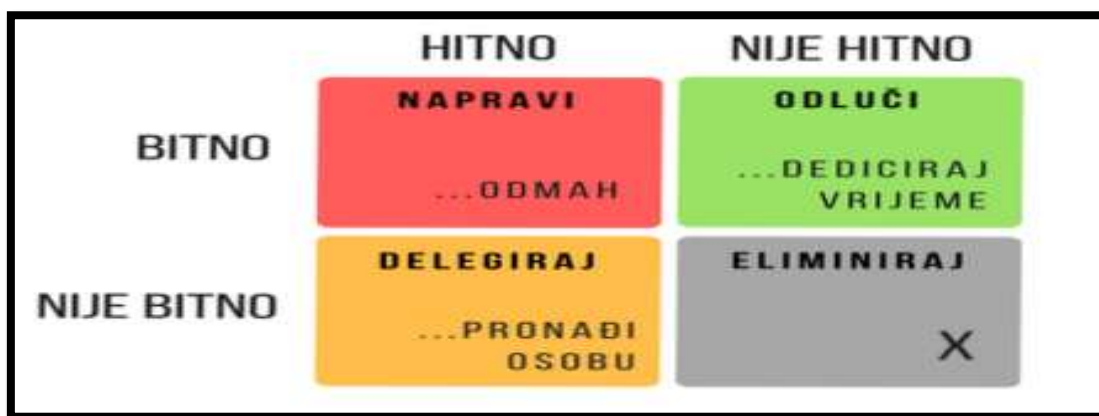 HITNO NIJE HITNO
BITNO
NAPRAVI
...ODMAH
ODLUČI
...DEDICIRAJ
VRIJEME
NIJE BITNO
DELEGIRAJ
...PRONAĐI
OSOBU
ELIMINIRAJ
X